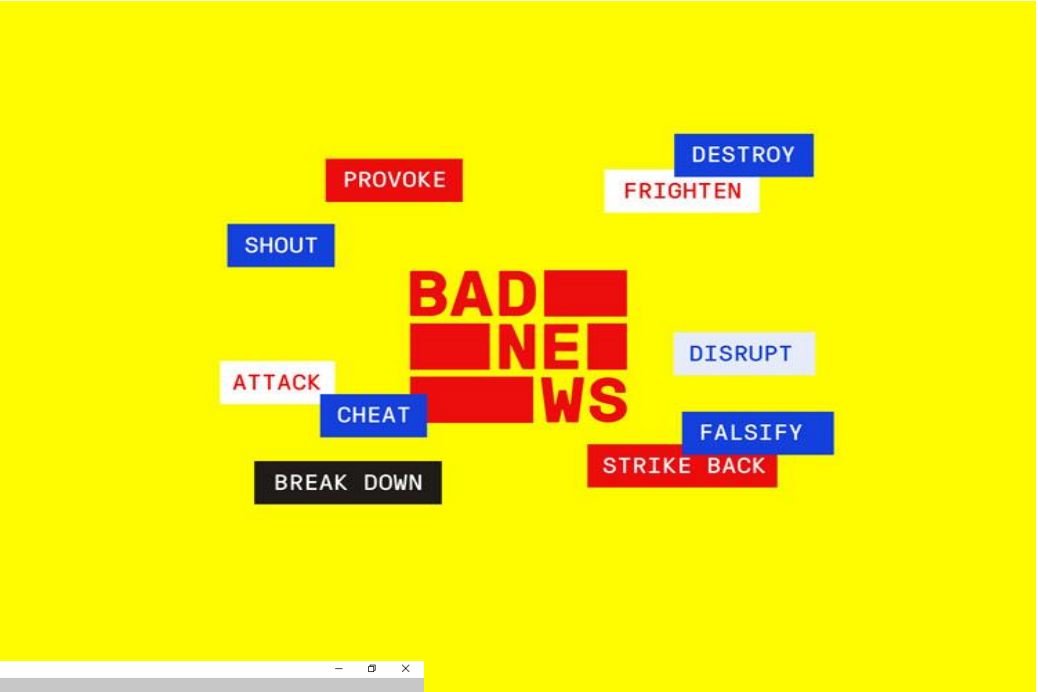 DESTROY
PROVOKE
FRIGHTEN
SHOUT
BAD
NE
WS
DISRUPT
ATTACK
CHEAT
FALSIFY
STRIKE BACK
BREAK DOWN